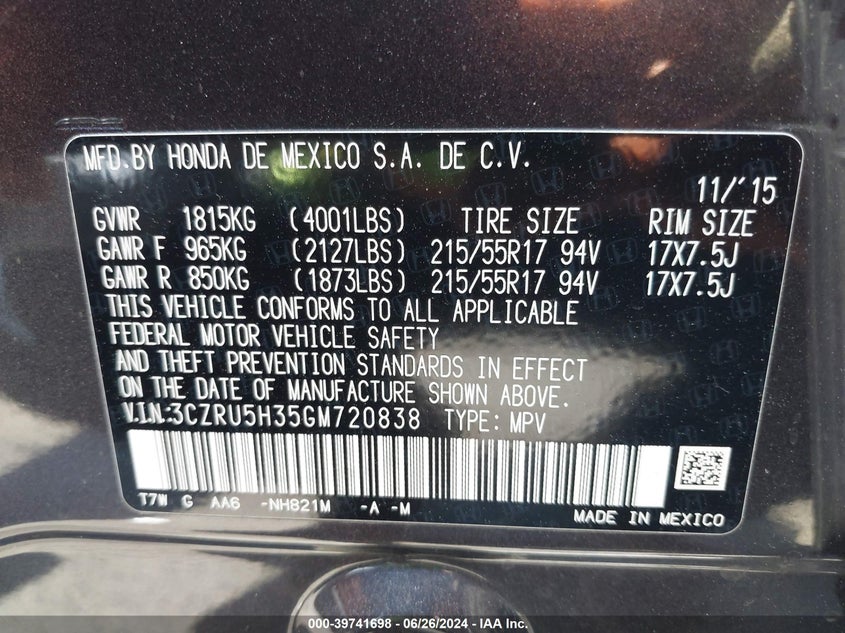 MFD.BY HONDA DE MEXICO S.A. DE C.V.
11/'15
GVWR 1815KG (4001LBS) TIRE SIZE RIM SIZE
GAWR F 965KG (2127LBS) 215/55R17 94V 17X7.5J
GAWR R 850KG (1873LBS) 215/55R17 94V 17X7.5J
THIS VEHICLE CONFORMS TO ALL APPLICABLE
FEDERAL MOTOR VEHICLE SAFETY
AND THEFT PREVENTION STANDARDS IN EFFECT
ON THE DATE OF MANUFACTURE SHOWN ABOVE.
V.I.N:3CZRU5H35GM720838 TYPE: MPV
T7W G AA6 -NH821M -A -M
MADE IN MEXICO
000-39741698 - 06/26/2024 - IAA Inc.